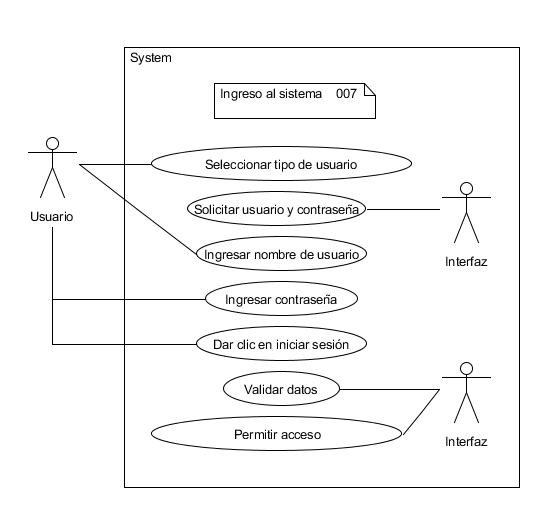 System
Ingreso al sistema 007
Seleccionar tipo de usuario
Solicitar usuario y contraseña
Usuario
Ingresar nombre de usuario
Interfaz
Ingresar contraseña
Dar clic en iniciar sesión
Validar datos
Permitir acceso
Interfaz